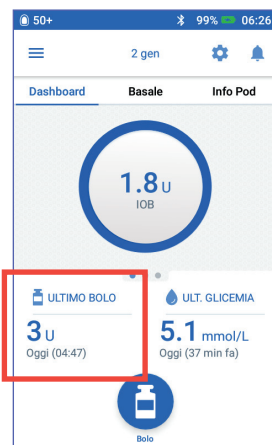 50+ 99% 06:26
2 gen
Dashboard Basale Info Pod
1.8 U
IOB
ULTIMO BOLO ULT. GLICEMIA
3 U 5.1 mmol/L
Oggi (04:47) Oggi (37 min fa)
Bolo